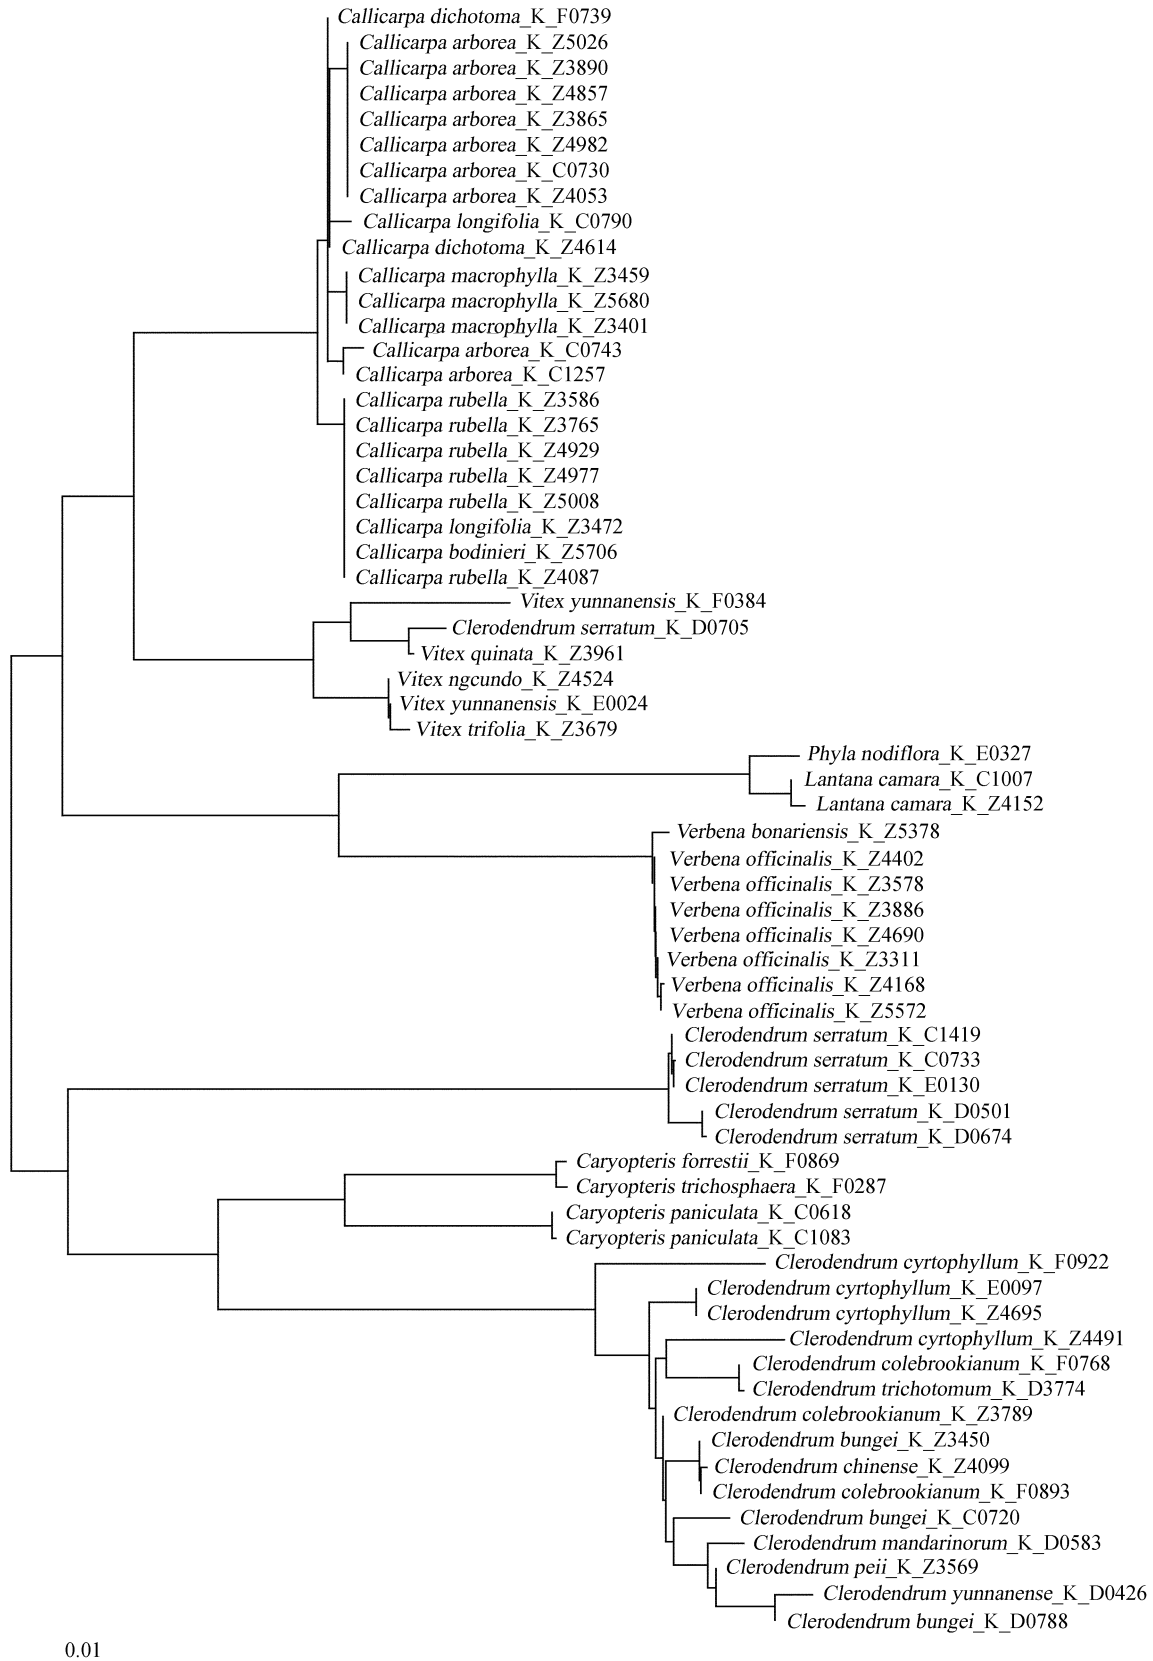 Callicarpa dichotoma_K_F0739
Callicarpa arborea_K_Z5026
Callicarpa arborea_K_Z3890
Callicarpa arborea_K_Z4857
Callicarpa arborea_K_Z3865
Callicarpa arborea_K_Z4982
Callicarpa arborea_K_C0730
Callicarpa arborea_K_Z4053
Callicarpa longifolia_K_C0790
Callicarpa dichotoma_K_Z4614
Callicarpa macrophylla_K_Z3459
Callicarpa macrophylla_K_Z5680
Callicarpa macrophylla_K_Z3401
Callicarpa arborea_K_C0743
Callicarpa arborea_K_C1257
Callicarpa rubella_K_Z3586
Callicarpa rubella_K_Z3765
Callicarpa rubella_K_Z4929
Callicarpa rubella_K_Z4977
Callicarpa rubella_K_Z5008
Callicarpa longifolia_K_Z3472
Callicarpa bodinieri_K_Z5706
Callicarpa rubella_K_Z4087
Vitex yunnanensis_K_F0384
Clerodendrum serratum_K_D0705
Vitex quinata_K_Z3961
Vitex ngcundo_K_Z4524
Vitex yunnanensis_K_E0024
Vitex trifolia_K_Z3679
Phyla nodiflora_K_E0327
Lantana camara_K_C1007
Lantana camara_K_Z4152
Verbena bonariensis_K_Z5378
Verbena officinalis_K_Z4402
Verbena officinalis_K_Z3578
Verbena officinalis_K_Z3886
Verbena officinalis_K_Z4690
Verbena officinalis_K_Z3311
Verbena officinalis_K_Z4168
Verbena officinalis_K_Z5572
Clerodendrum serratum_K_C1419
Clerodendrum serratum_K_C0733
Clerodendrum serratum_K_E0130
Clerodendrum serratum_K_D0501
Clerodendrum serratum_K_D0674
Caryopteris forrestii_K_F0869
Caryopteris trichosphaera_K_F0287
Caryopteris paniculata_K_C0618
Caryopteris paniculata_K_C1083
Clerodendrum cyrtophyllum_K_F0922
Clerodendrum cyrtophyllum_K_E0097
Clerodendrum cyrtophyllum_K_Z4695
Clerodendrum cyrtophyllum_K_Z4491
Clerodendrum colebrookianum_K_F0768
Clerodendrum trichotomum_K_D3774
Clerodendrum colebrookianum_K_Z3789
Clerodendrum bungei_K_Z3450
Clerodendrum chinense_K_Z4099
Clerodendrum colebrookianum_K_F0893
Clerodendrum bungei_K_C0720
Clerodendrum mandarinorum_K_D0583
Clerodendrum peii_K_Z3569
Clerodendrum yunnanense_K_D0426
Clerodendrum bungei_K_D0788
0.01